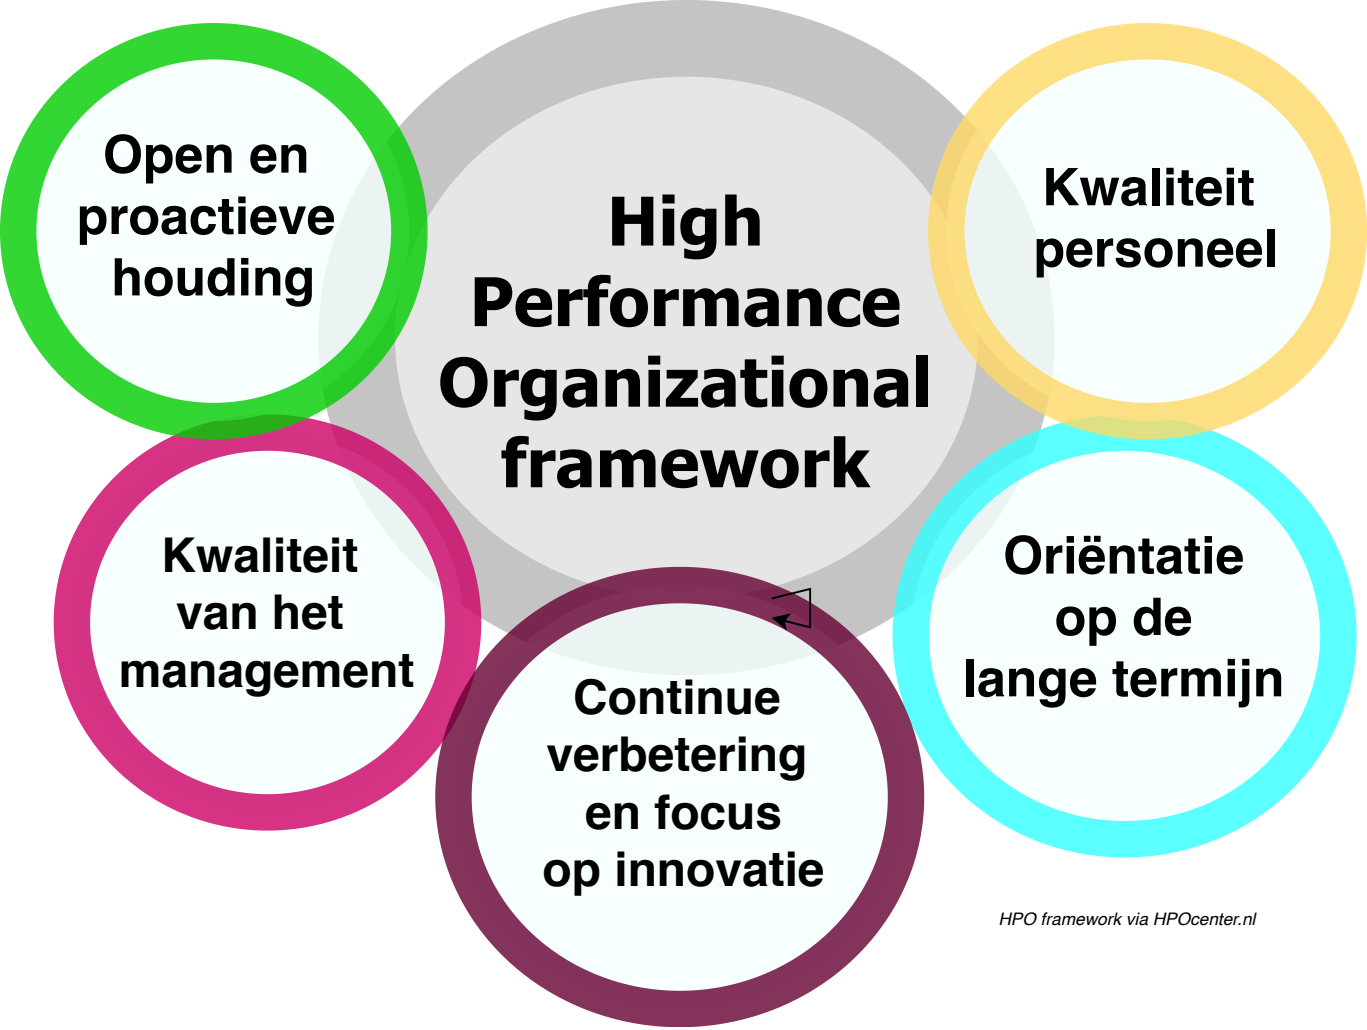 Open en
proactieve
houding
High
Performance
Organizational
framework
Kwaliteit
personeel
Kwaliteit
van het
management
Continue
verbetering
en focus
op innovatie
Oriëntatie
op de
lange termijn
HPO framework via HPOcenter.nl